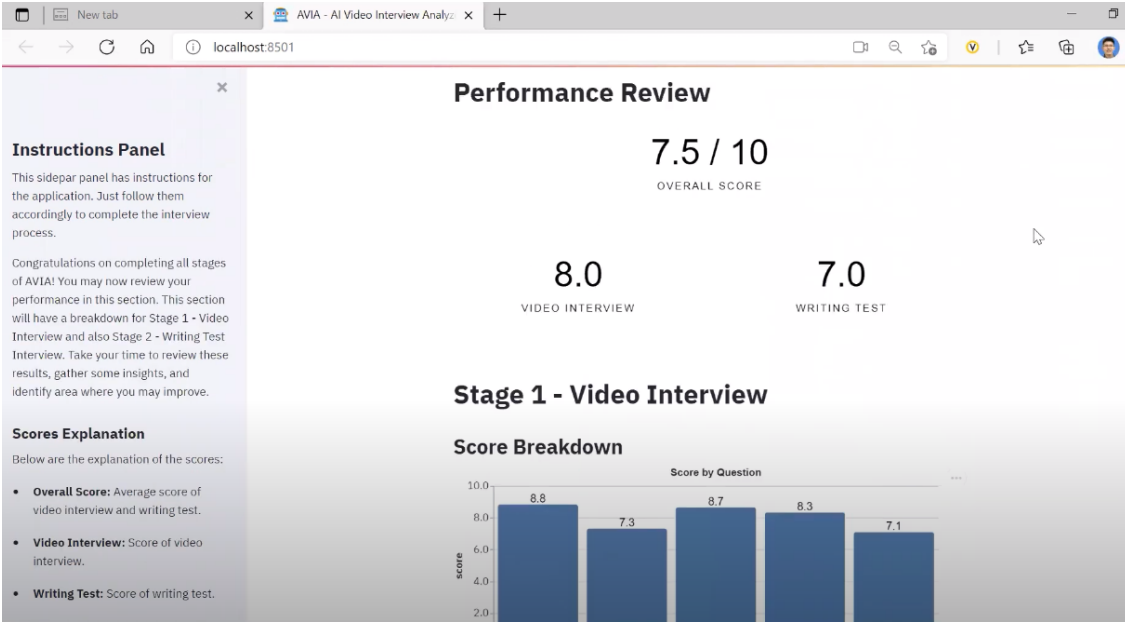 New tab
AVIA - AI Video Interview Analyz
localhost:8501
Instructions Panel
This sidepar panel has instructions for
the application. Just follow them
accordingly to complete the interview
process.
Congratulations on completing all stages
of AVIA! You may now review your
performance in this section. This section
will have a breakdown for Stage 1 - Video
Interview and also Stage 2 - Writing Test
Interview. Take your time to review these
results, gather some insights, and
identify area where you may improve.
Scores Explanation
Below are the explanation of the scores:
Overall Score: Average score of
video interview and writing test.
Video Interview: Score of video
interview.
Writing Test: Score of writing test.
Performance Review
7.5 / 10
OVERALL SCORE
8.0
VIDEO INTERVIEW
7.0
WRITING TEST
Stage 1 - Video Interview
Score Breakdown
Score by Question
score
10.0
8.0
6.0
4.0
2.0
8.8
7.3
8.7
8.3
7.1